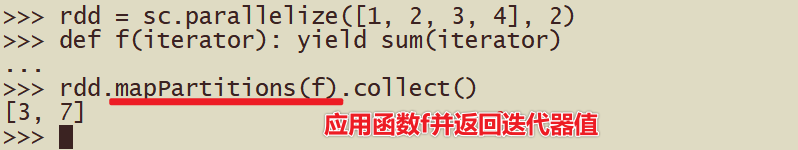 >>> rdd = sc.parallelize([1, 2, 3, 4], 2)
>>> def f(iterator): yield sum(iterator)
...
>>> rdd.mapPartitions(f).collect()
[3, 7]
应用函数f并返回迭代器值
>>>